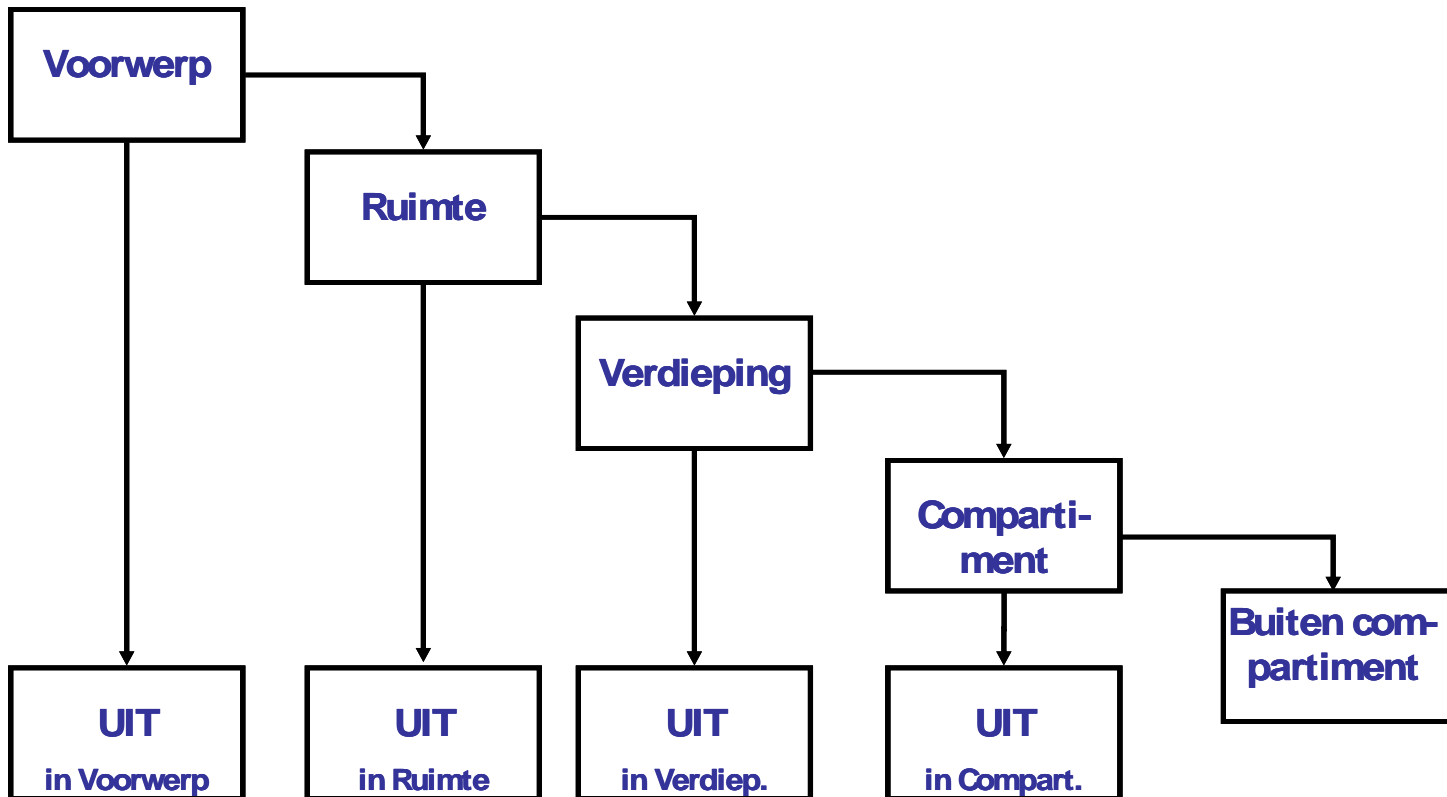 Voorwerp
Ruimte
Verdieping
Comparti-
ment
Buiten com-
partiment
UIT
in Voorwerp
UIT
in Ruimte
UIT
in Verdiep.
UIT
in Compart.